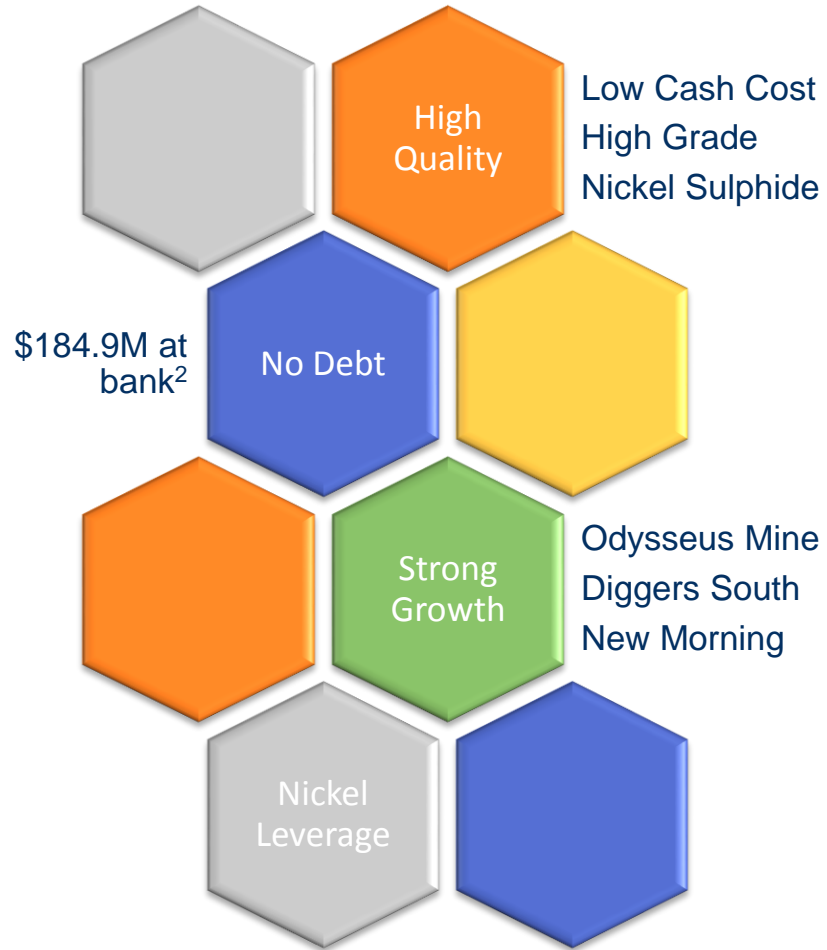 High
Quality
Low Cash Cost
High Grade
Nickel Sulphide
$184.9M at
bank²
No Debt
Strong
Growth
Odysseus Mine
Diggers South
New Morning
Nickel
Leverage